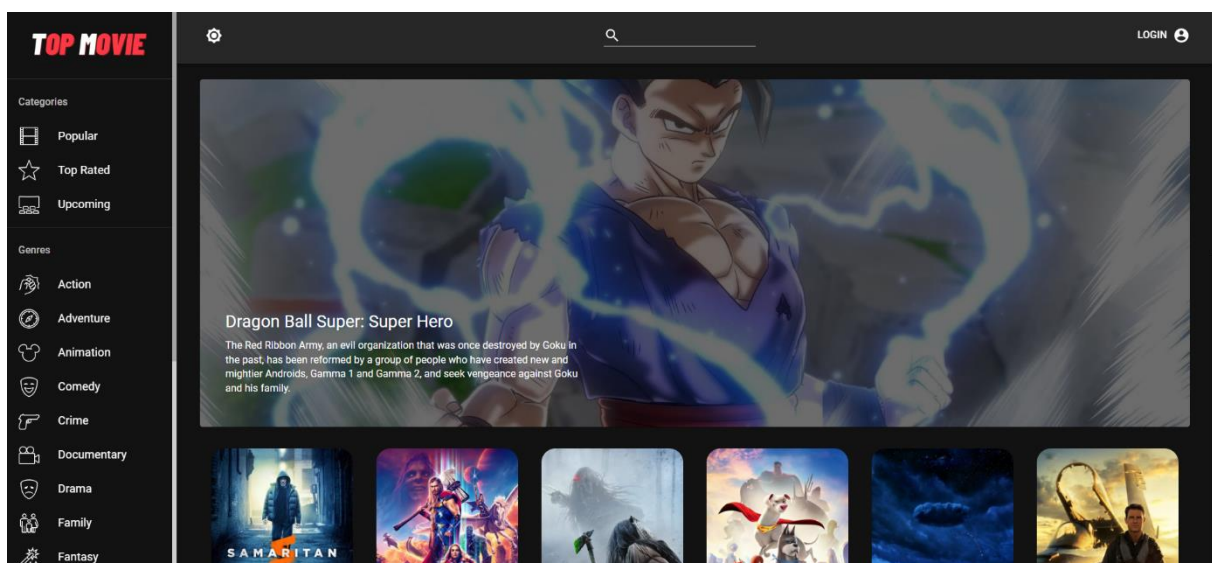 TOP MOVIE
LOGIN
Categories
Popular
Top Rated
Upcoming
Genres
Action
Adventure
Animation
Comedy
Crime
Documentary
Drama
Family
Fantasy
Dragon Ball Super: Super Hero
The Red Ribbon Army, an evil organization that was once destroyed by Goku in
the past, has been reformed by a group of people who have created new and
mightier Androids, Gamma 1 and Gamma 2, and seek vengeance against Goku
and his family.
SAMARITAN